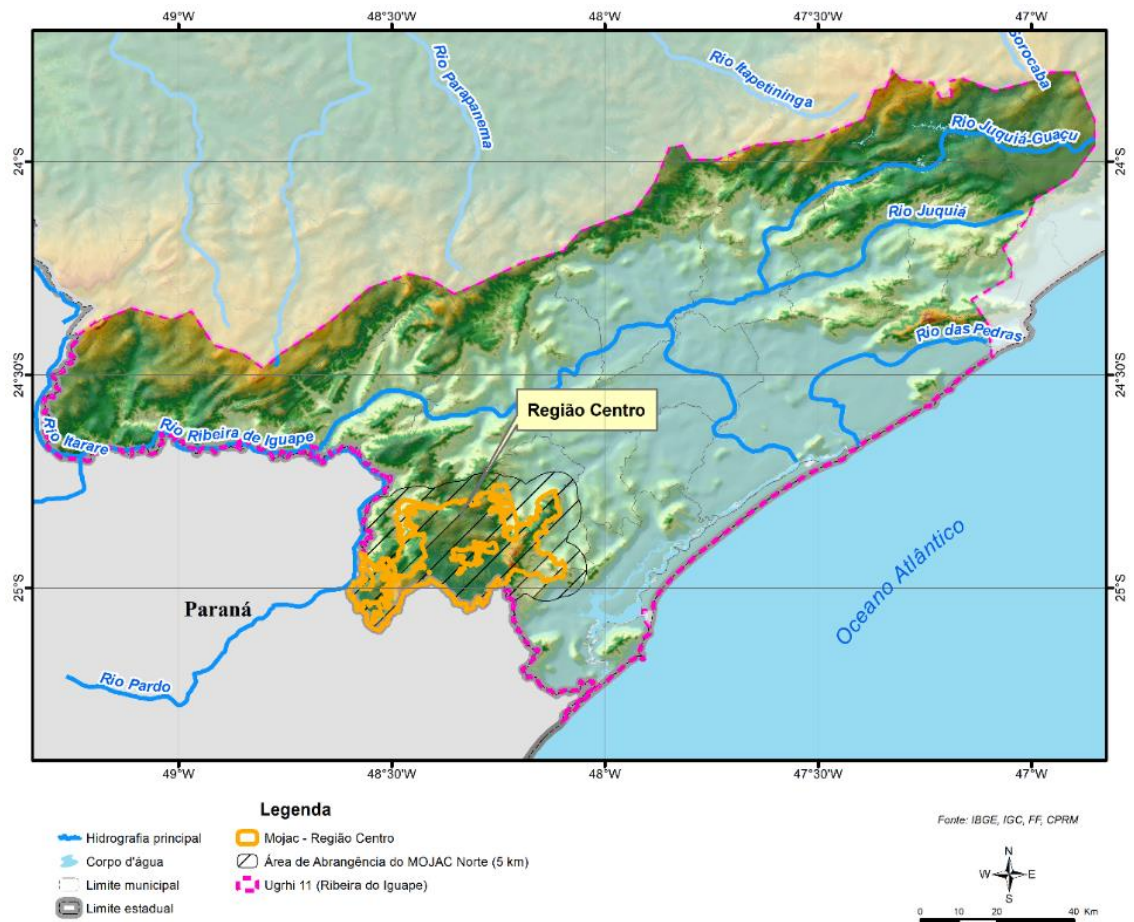 49°W
48°30'W
48°W
47°30'W
47°W
Sorocaba
Rio Itapetininga
Rio Parapanema
Rio Juquiá-Guaçu
24°S
24°S
Rio Juquiá
Rio das Pedras
24°30'S
24°30'S
Região Centro
Rio Ribeira de Iguape
Rio Itarare
Oceano Atlântico
25°S
25°S
Paraná
Rio Pardo
49°W
48°30'W
48°W
47°30'W
47°W
Legenda
Hidrografia principal
Corpo d'água
Limite municipal
Limite estadual
Mojac - Região Centro
Área de Abrangência do MOJAC Norte (5 km)
Ugrhi 11 (Ribeira do Iguape)
Fonte: IBGE, IGC, FF, CPRM
N
W E
S
0 10 20 40 Km